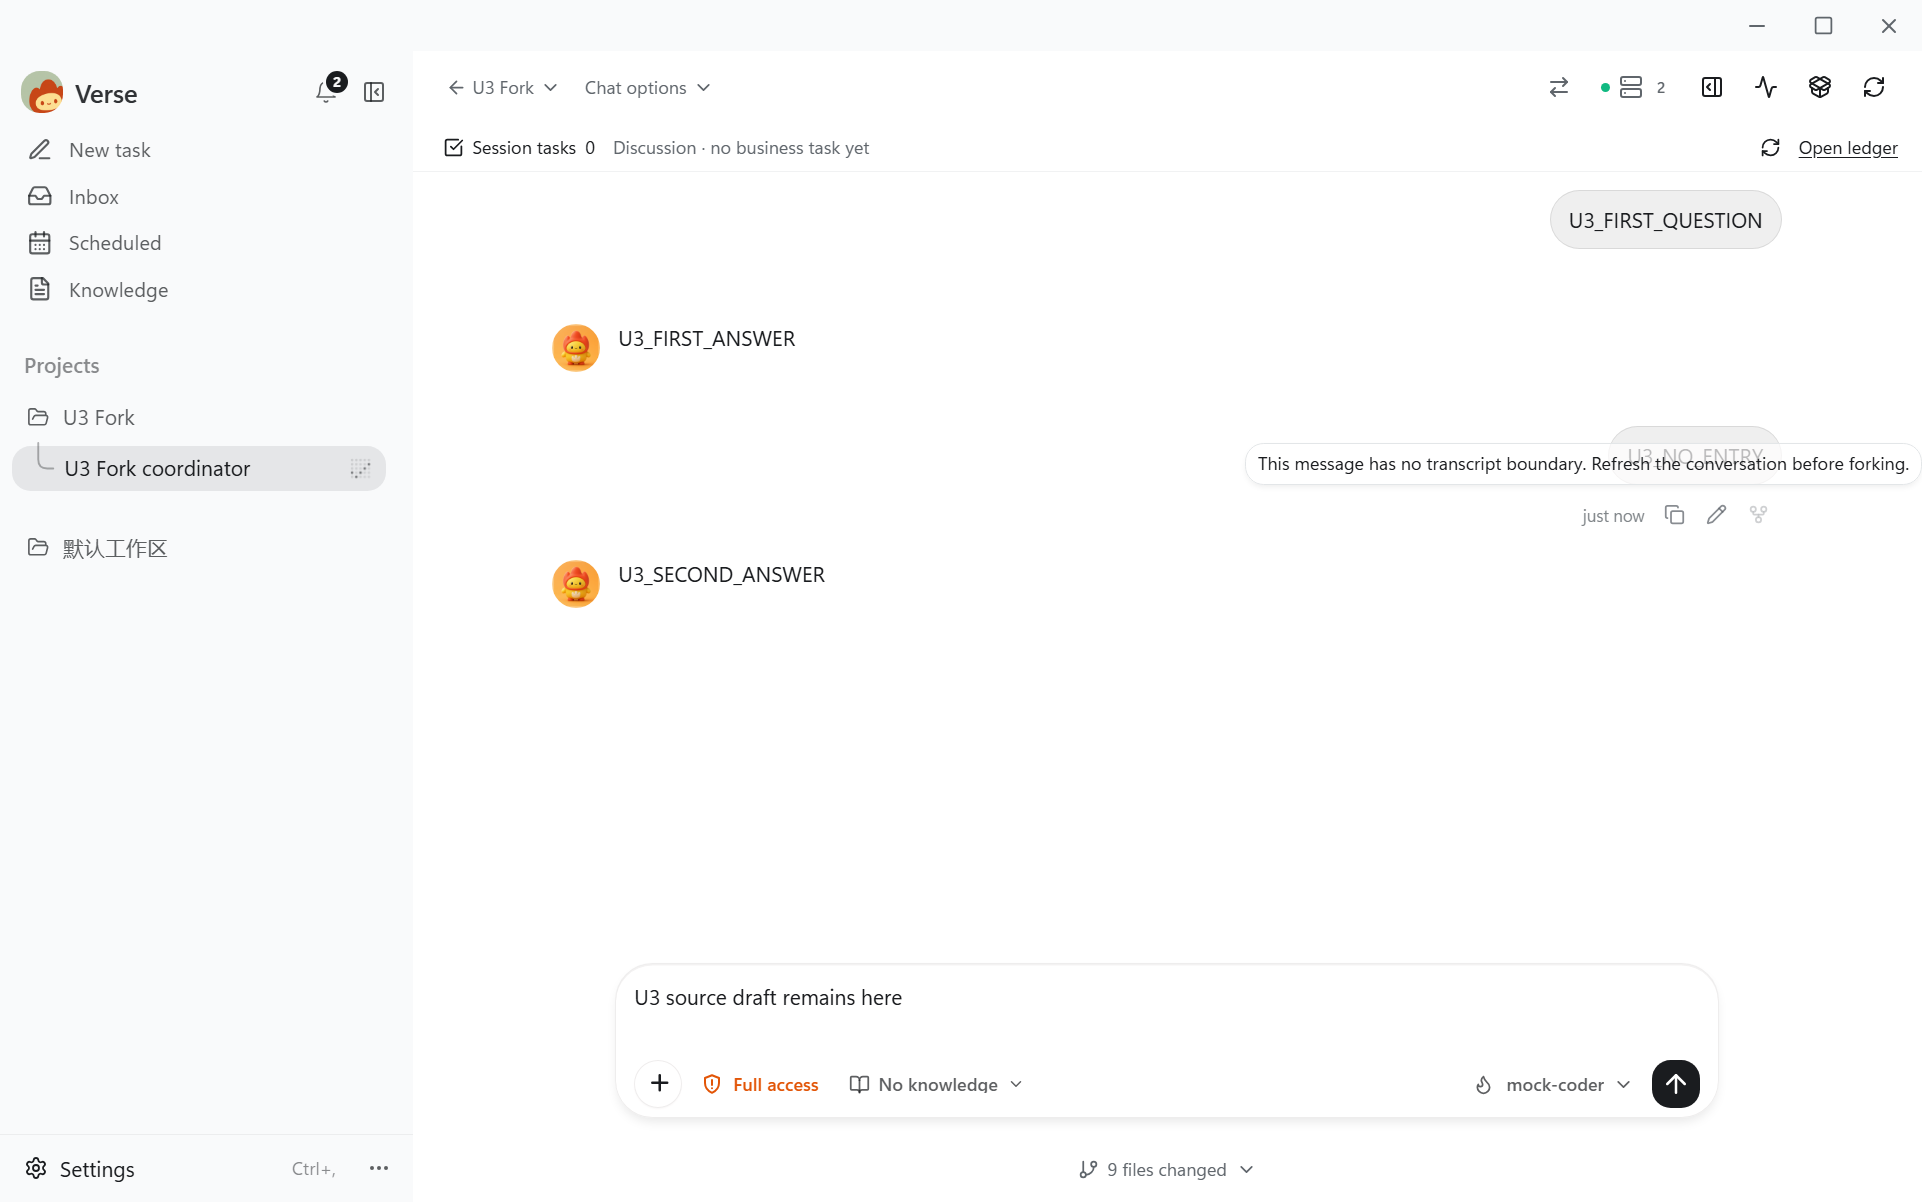 Verse
2
New task
Inbox
Scheduled
Knowledge
Projects
U3 Fork
U3 Fork coordinator
默认工作区
Settings
Ctrl+,
U3 Fork
Chat options
2
Session tasks 0
Discussion · no business task yet
Open ledger
U3_FIRST_QUESTION
U3_FIRST_ANSWER
U3_NO_ENTRY
This message has no transcript boundary. Refresh the conversation before forking.
just now
U3_SECOND_ANSWER
U3 source draft remains here
Full access
No knowledge
mock-coder
9 files changed